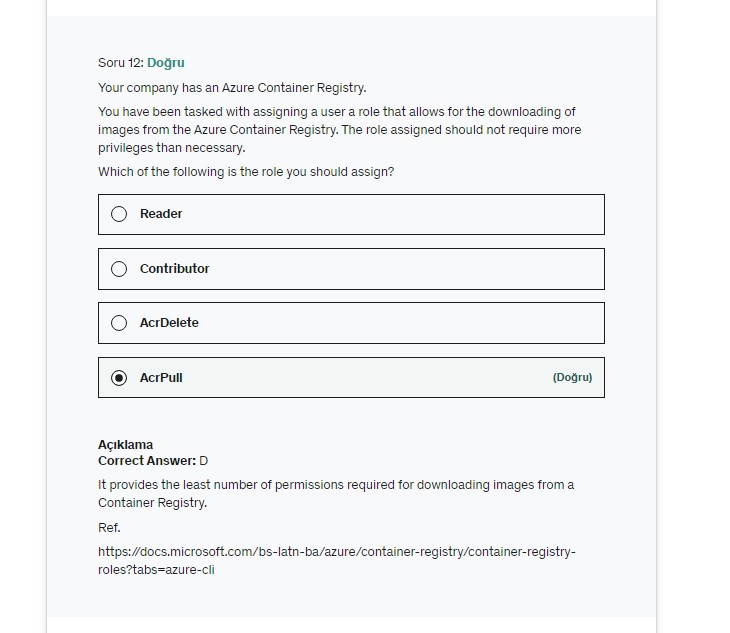 Soru 12: Doğru
Your company has an Azure Container Registry.
You have been tasked with assigning a user a role that allows for the downloading of
images from the Azure Container Registry. The role assigned should not require more
privileges than necessary.
Which of the following is the role you should assign?
Reader
Contributor
AcrDelete
AcrPull (Doğru)
Açıklama
Correct Answer: D
It provides the least number of permissions required for downloading images from a
Container Registry.
Ref.
https://docs.microsoft.com/bs-latn-ba/azure/container-registry/container-registry-
roles?tabs=azure-cli